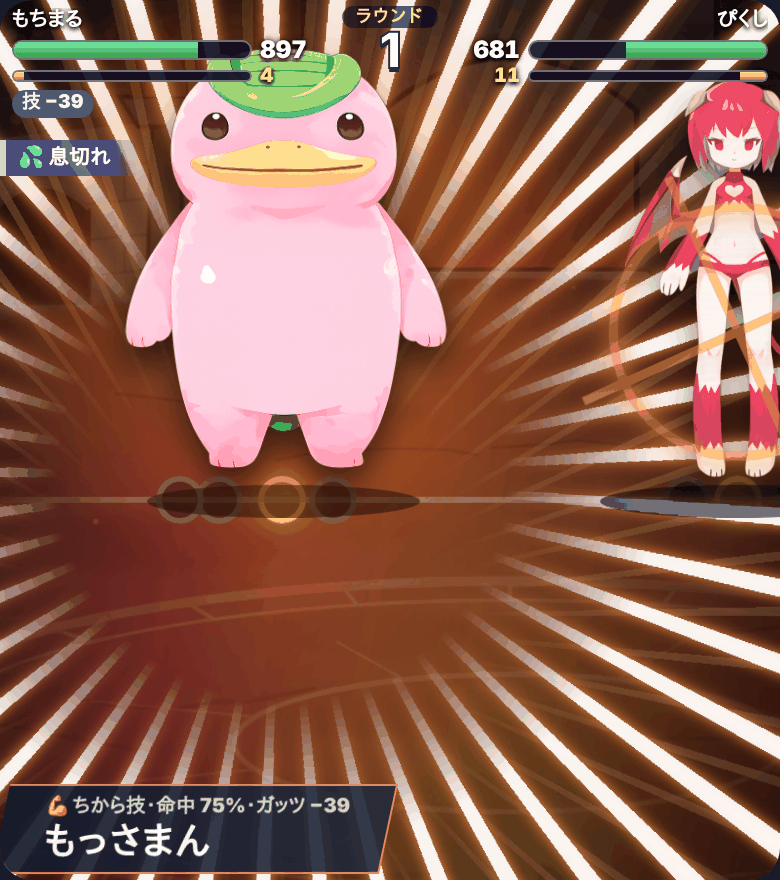 もちまる
ラウンド
ぴくし
897
1
681
4
11
技 −39
💦 息切れ
💪 ちから技·命中 75%·ガッツ −39
もっさまん